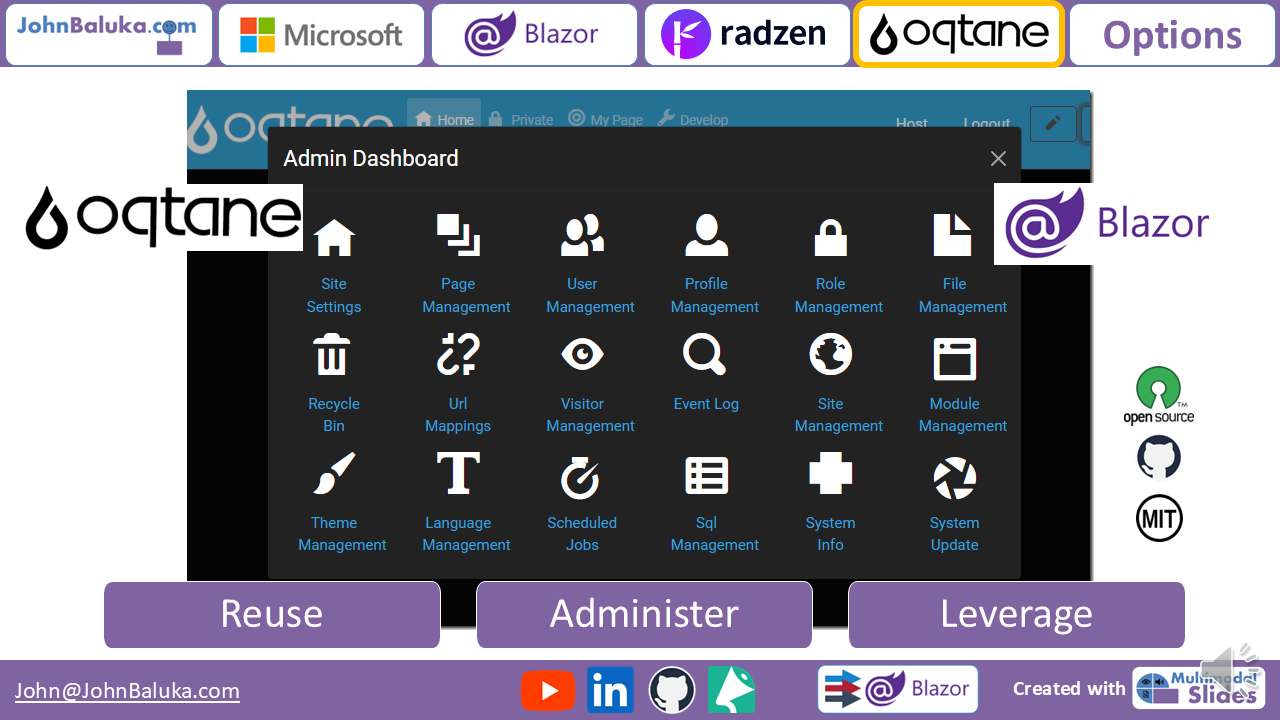 JohnBaluka.com
Microsoft
Blazor
radzen
oqtane
Options
oqtane
Home
Private
My Page
Develop
Host
Logout
Admin Dashboard
oqtane
Blazor
Site
Settings
Page
Management
User
Management
Profile
Management
Role
Management
File
Management
Recycle
Bin
Url
Mappings
Visitor
Management
Event Log
Site
Management
Module
Management
Theme
Management
Language
Management
Scheduled
Jobs
Sql
Management
System
Info
System
Update
open source
TM
MIT
Reuse
Administer
Leverage
John@JohnBaluka.com
in
Blazor
Created with
Multimodal
Slides